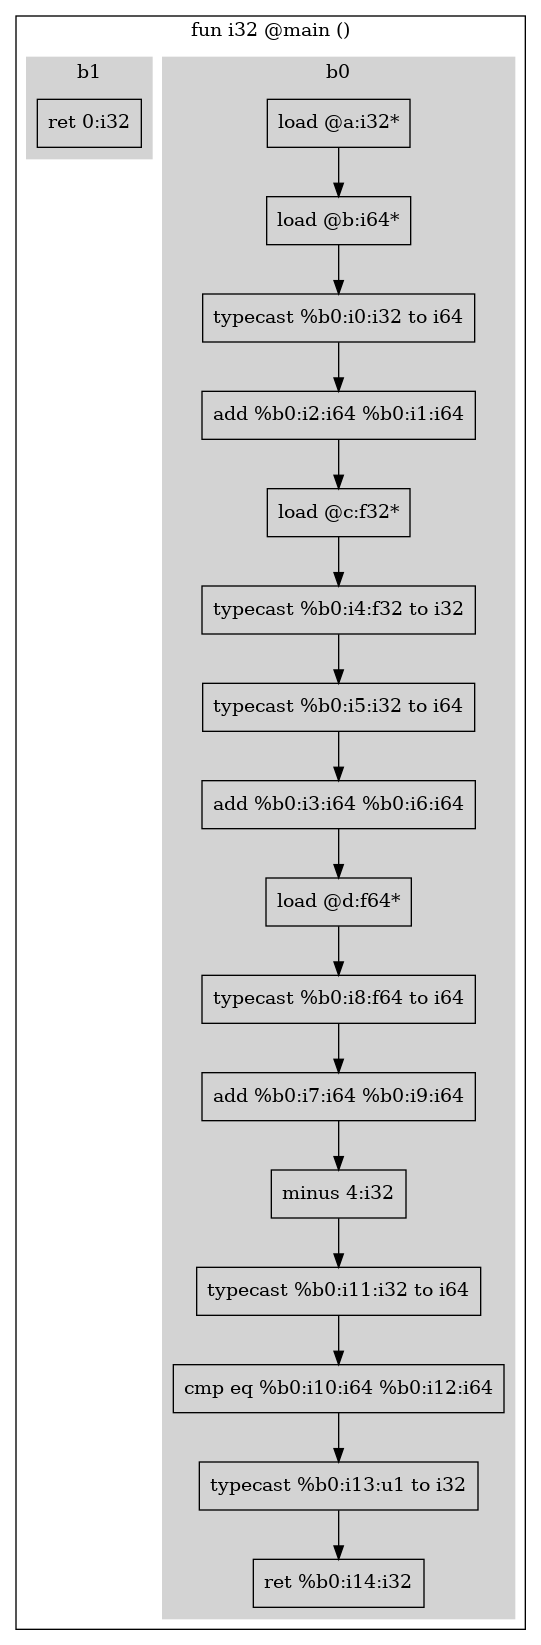 fun i32 @main ()
b1
ret 0:i32
b0
load @a:i32*
load @b:i64*
typecast %b0:i0:i32 to i64
add %b0:i2:i64 %b0:i1:i64
load @c:f32*
typecast %b0:i4:f32 to i32
typecast %b0:i5:i32 to i64
add %b0:i3:i64 %b0:i6:i64
load @d:f64*
typecast %b0:i8:f64 to i64
add %b0:i7:i64 %b0:i9:i64
minus 4:i32
typecast %b0:i11:i32 to i64
cmp eq %b0:i10:i64 %b0:i12:i64
typecast %b0:i13:u1 to i32
ret %b0:i14:i32